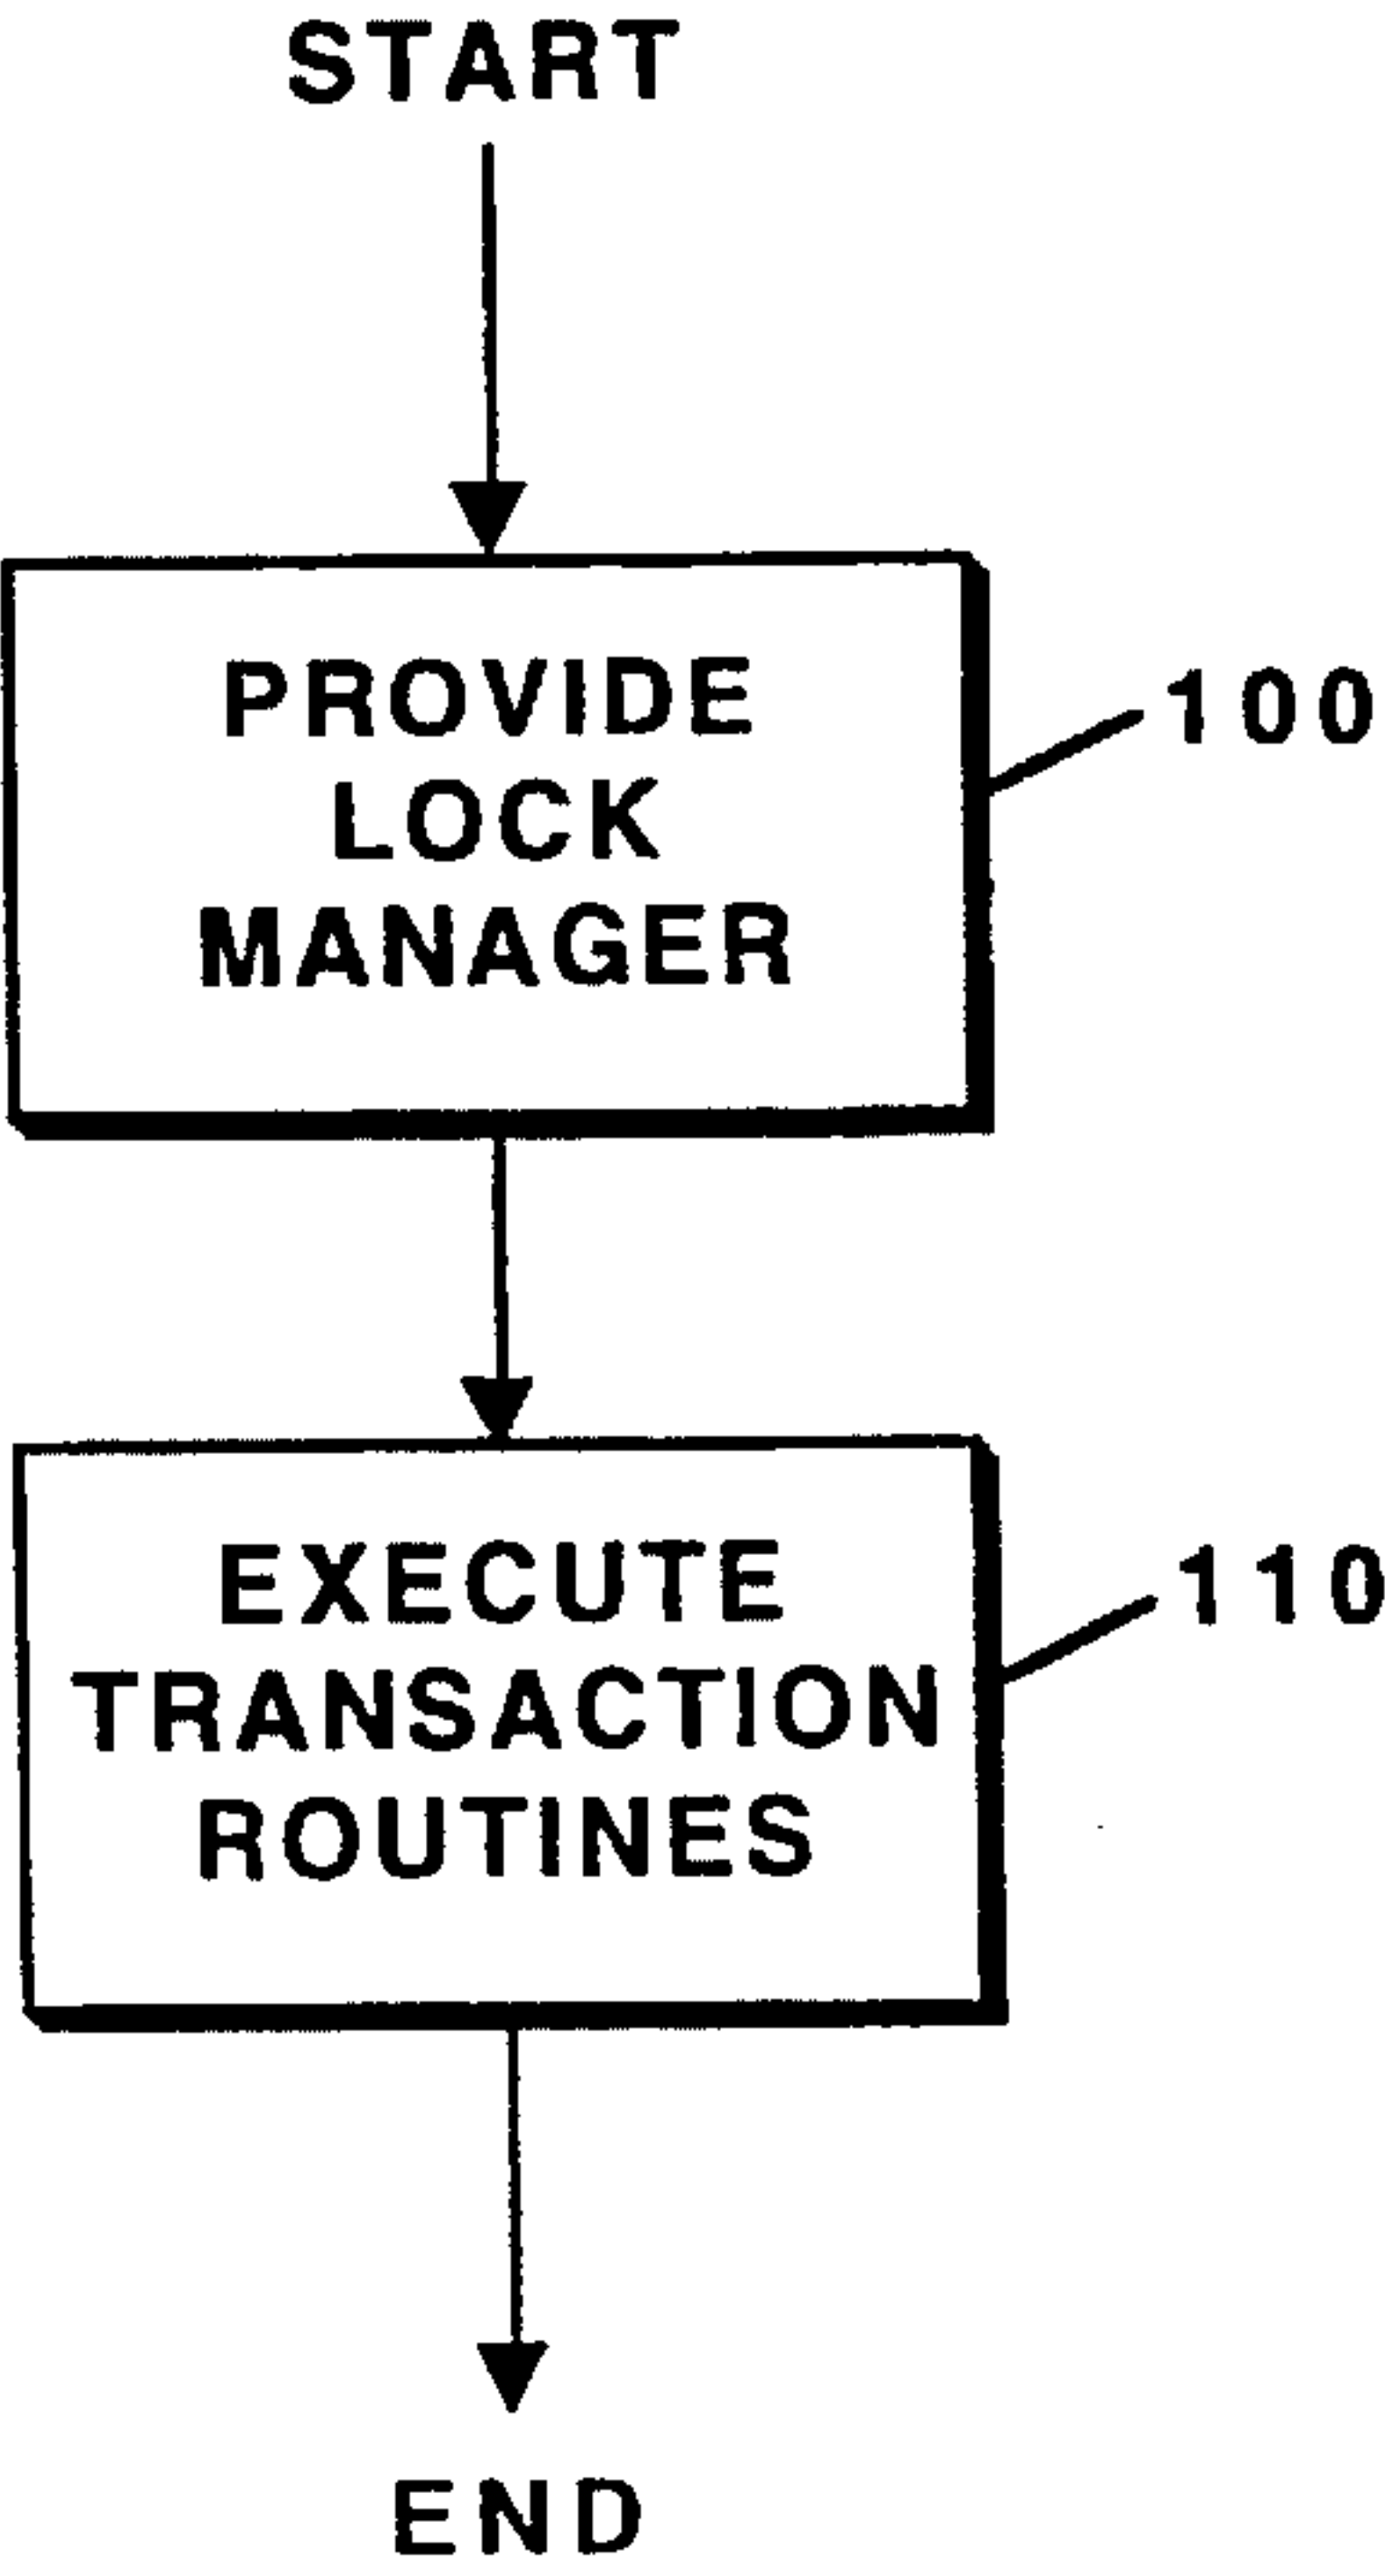 START
PROVIDE
LOCK
MANAGER
100
EXECUTE
TRANSACTION
ROUTINES
110
END